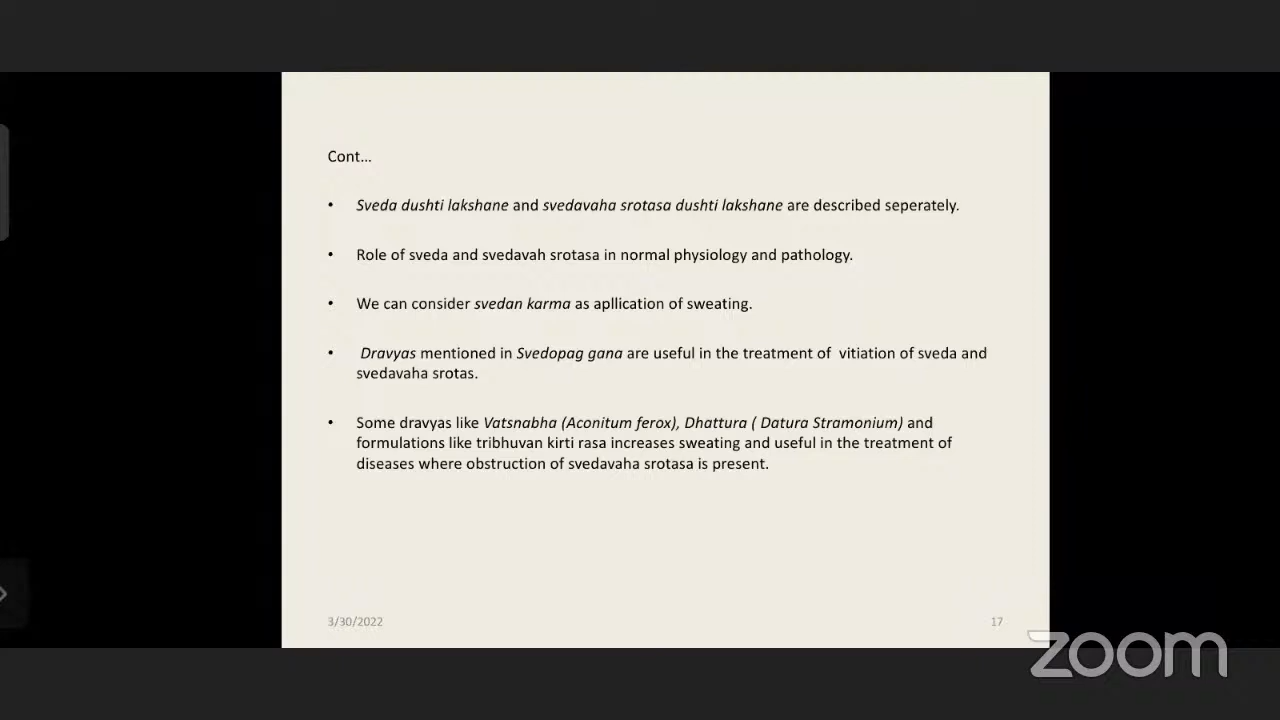 Cont...
• Sveda dushti lakshane and svedavaha srotasa dushti lakshane are described seperately.
• Role of sveda and svedavah srotasa in normal physiology and pathology.
• We can consider svedan karma as apllication of sweating.
• Dravyas mentioned in Svedopag gana are useful in the treatment of vitiation of sveda and
svedavaha srotas.
• Some dravyas like Vatsnabha (Aconitum ferox), Dhattura ( Datura Stramonium) and
formulations like tribhuvan kirti rasa increases sweating and useful in the treatment of
diseases where obstruction of svedavaha srotasa is present.
3/30/2022
17
zoom